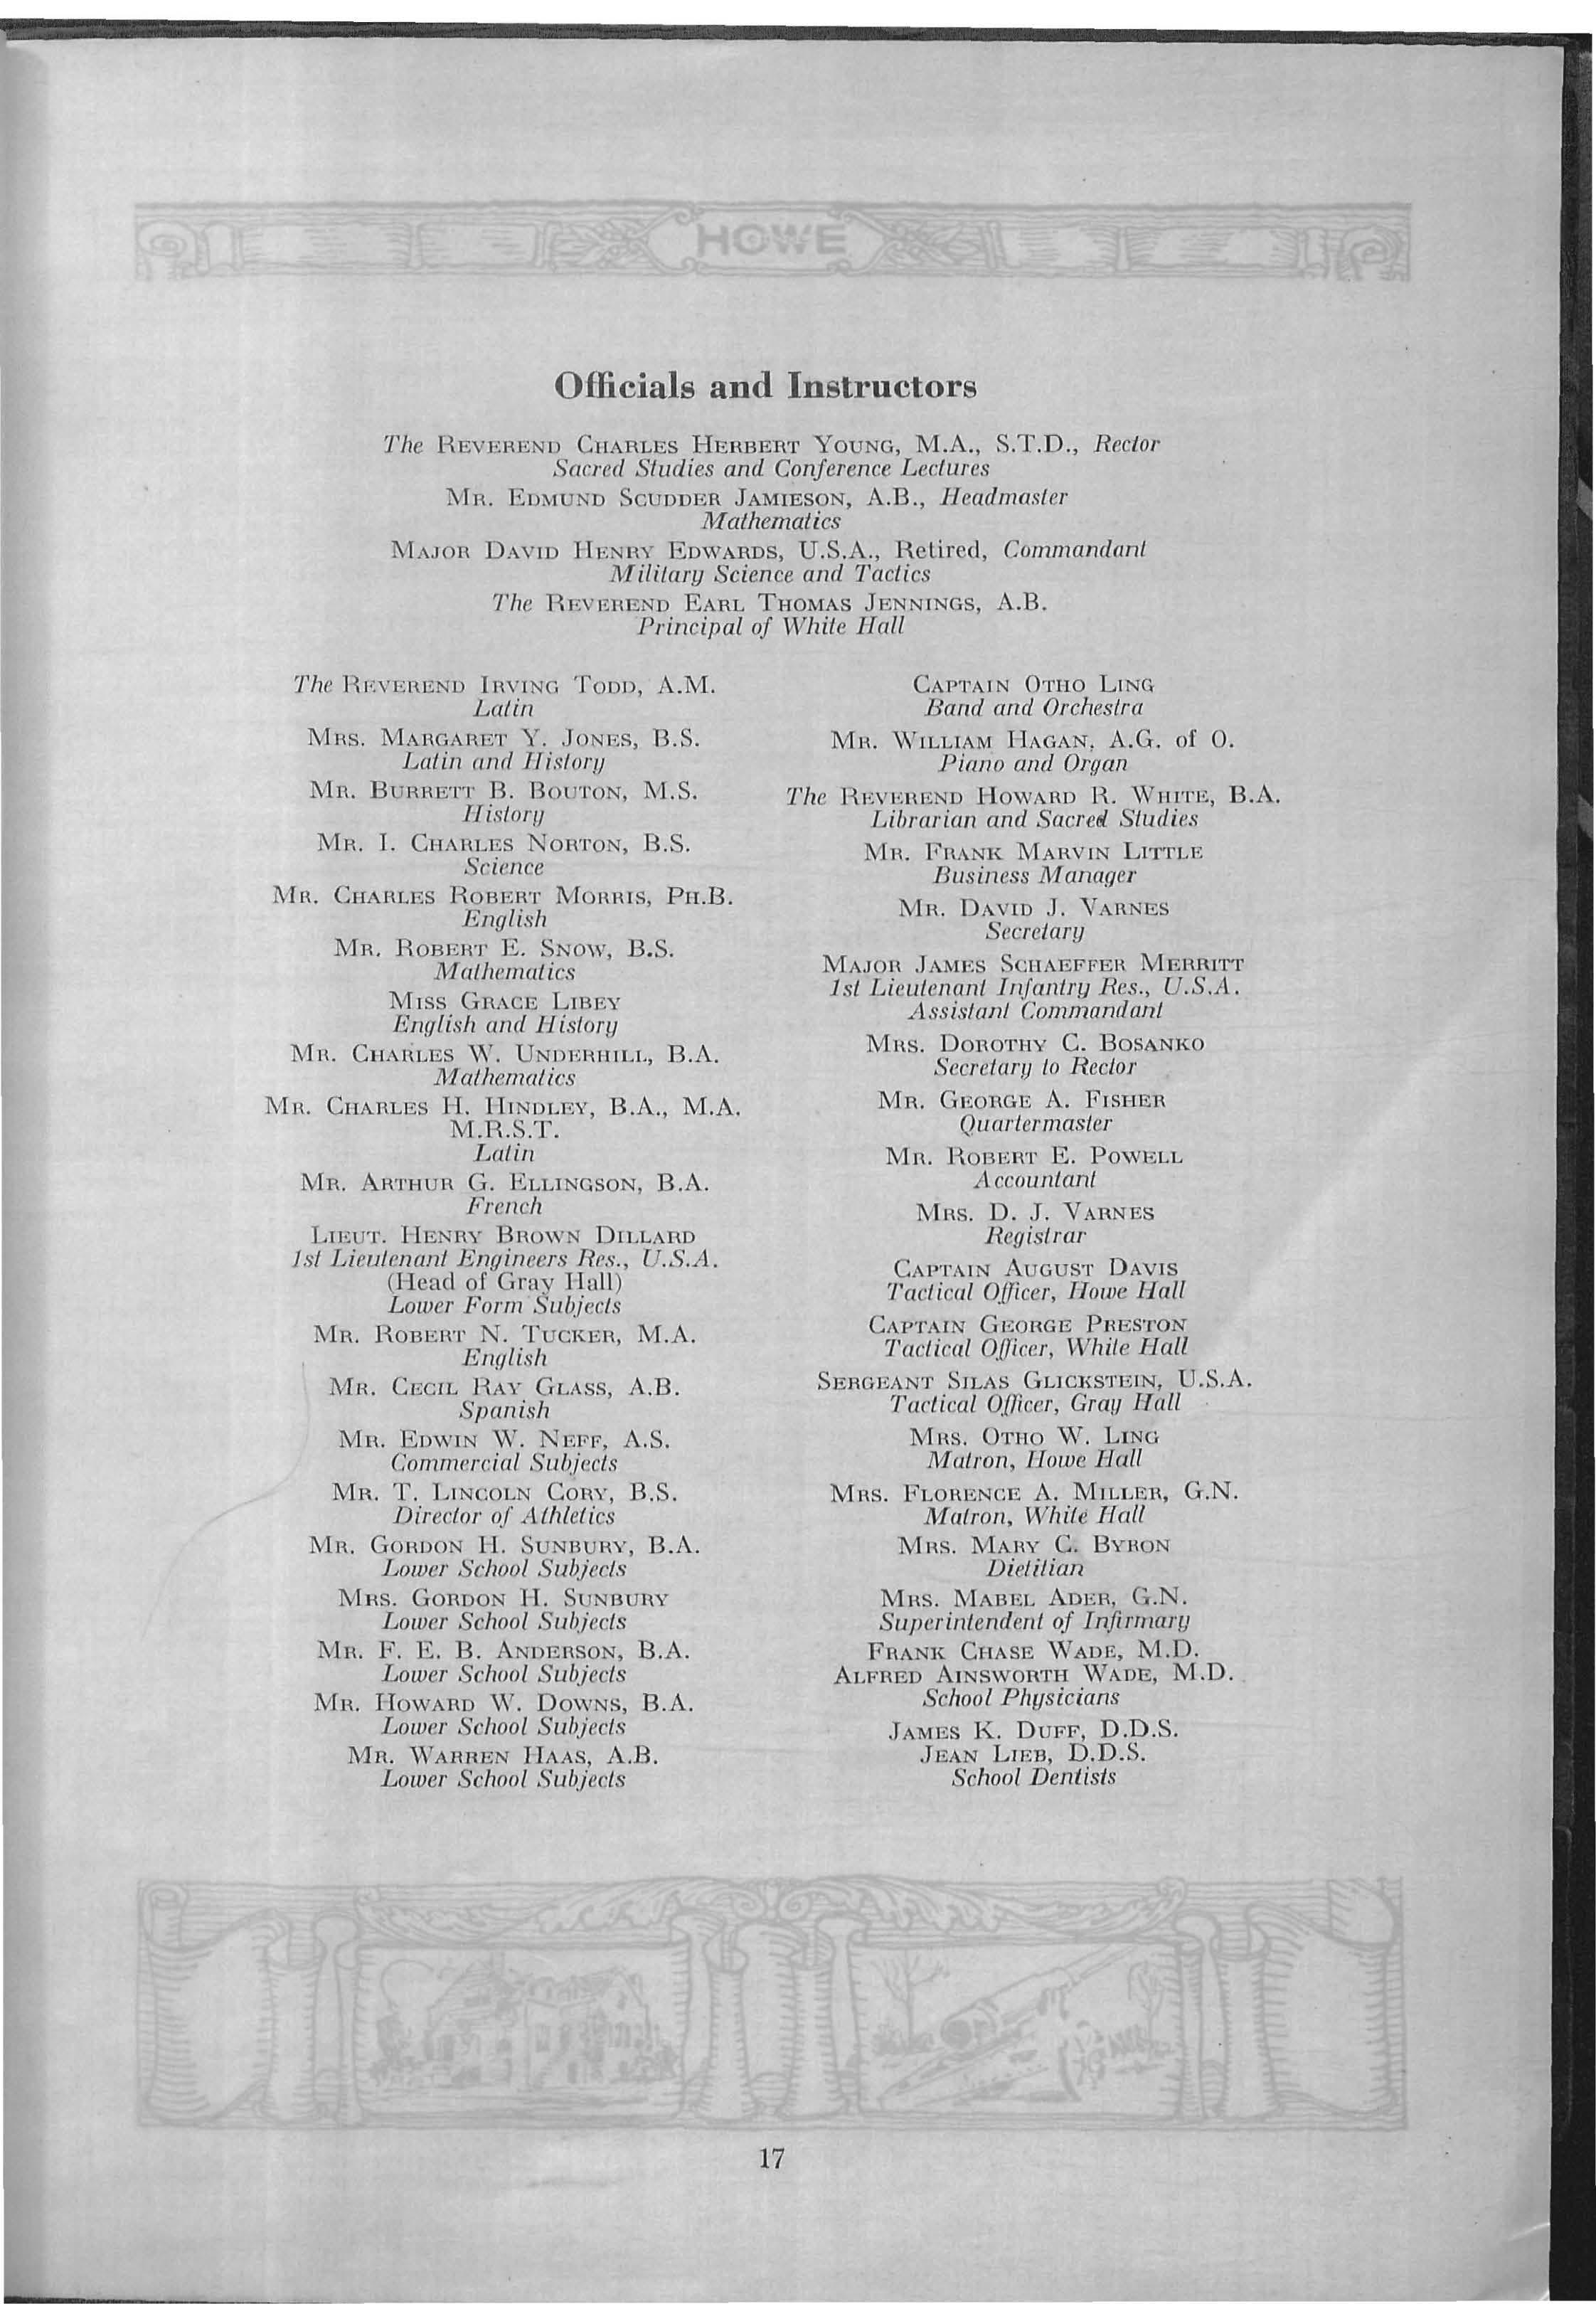 HOWE
Officials and Instructors
The REVEREND CHARLES HERBERT YOUNG, M.A., S.T.D., Rector
Sacred Studies and Conference Lectures
MR. EDMUND SCUDDER JAMIESON, A.B., Headmaster
Mathematics
MAJOR DAVID HENRY EDWARDS, U.S.A., Retired, Commandant
Military Science and Tactics
The REVEREND EARL THOMAS JENNINGS, A.B.
Principal of White Hall
The REVEREND IRVING TODD, A.M.
Latin
MRS. MARGARET Y. JONES, B.S.
Latin and History
MR. BURRETT B. BOUTON, M.S.
History
MR. I. CHARLES NORTON, B.S.
Science
MR. CHARLES ROBERT MORRIS, PH.B.
English
MR. ROBERT E. SNOW, B.S.
Mathematics
MISS GRACE LIBEY
English and History
MR. CHARLES W. UNDERHILL, B.A.
Mathematics
MR. CHARLES H. HINDLEY, B.A., M.A.
M.R.S.T.
Latin
MR. ARTHUR G. ELLINGSON, B.A.
French
LIEUT. HENRY BROWN DILLARD
1st Lieutenant Engineers Res., U.S.A.
(Head of Gray Hall)
Lower Form Subjects
MR. ROBERT N. TUCKER, M.A.
English
MR. CECIL RAY GLASS, A.B.
Spanish
MR. EDWIN W. NEFF, A.S.
Commercial Subjects
MR. T. LINCOLN CORY, B.S.
Director of Athletics
MR. GORDON H. SUNBURY, B.A.
Lower School Subjects
MRS. GORDON H. SUNBURY
Lower School Subjects
MR. F. E. B. ANDERSON, B.A.
Lower School Subjects
MR. HOWARD W. DOWNS, B.A.
Lower School Subjects
MR. WARREN HAAS, A.B.
Lower School Subjects
CAPTAIN OTHO LING
Band and Orchestra
MR. WILLIAM HAGAN, A.G. of O.
Piano and Organ
The REVEREND HOWARD R. WHITE, B.A.
Librarian and Sacred Studies
MR. FRANK MARVIN LITTLE
Business Manager
MR. DAVID J. VARNES
Secretary
MAJOR JAMES SCHAEFFER MERRITT
1st Lieutenant Infantry Res., U.S.A.
Assistant Commandant
MRS. DOROTHY C. BOSANKO
Secretary to Rector
MR. GEORGE A. FISHER
Quartermaster
MR. ROBERT E. POWELL
Accountant
MRS. D. J. VARNES
Registrar
CAPTAIN AUGUST DAVIS
Tactical Officer, Howe Hall
CAPTAIN GEORGE PRESTON
Tactical Officer, White Hall
SERGEANT SILAS GLICKSTEIN, U.S.A.
Tactical Officer, Gray Hall
MRS. OTHO W. LING
Matron, Howe Hall
MRS. FLORENCE A. MILLER, G.N.
Matron, White Hall
MRS. MARY C. BYRON
Dietitian
MRS. MABEL ADER, G.N.
Superintendent of Infirmary
FRANK CHASE WADE, M.D.
ALFRED AINSWORTH WADE, M.D.
School Physicians
JAMES K. DUFF, D.D.S.
JEAN LIEB, D.D.S.
School Dentists
17